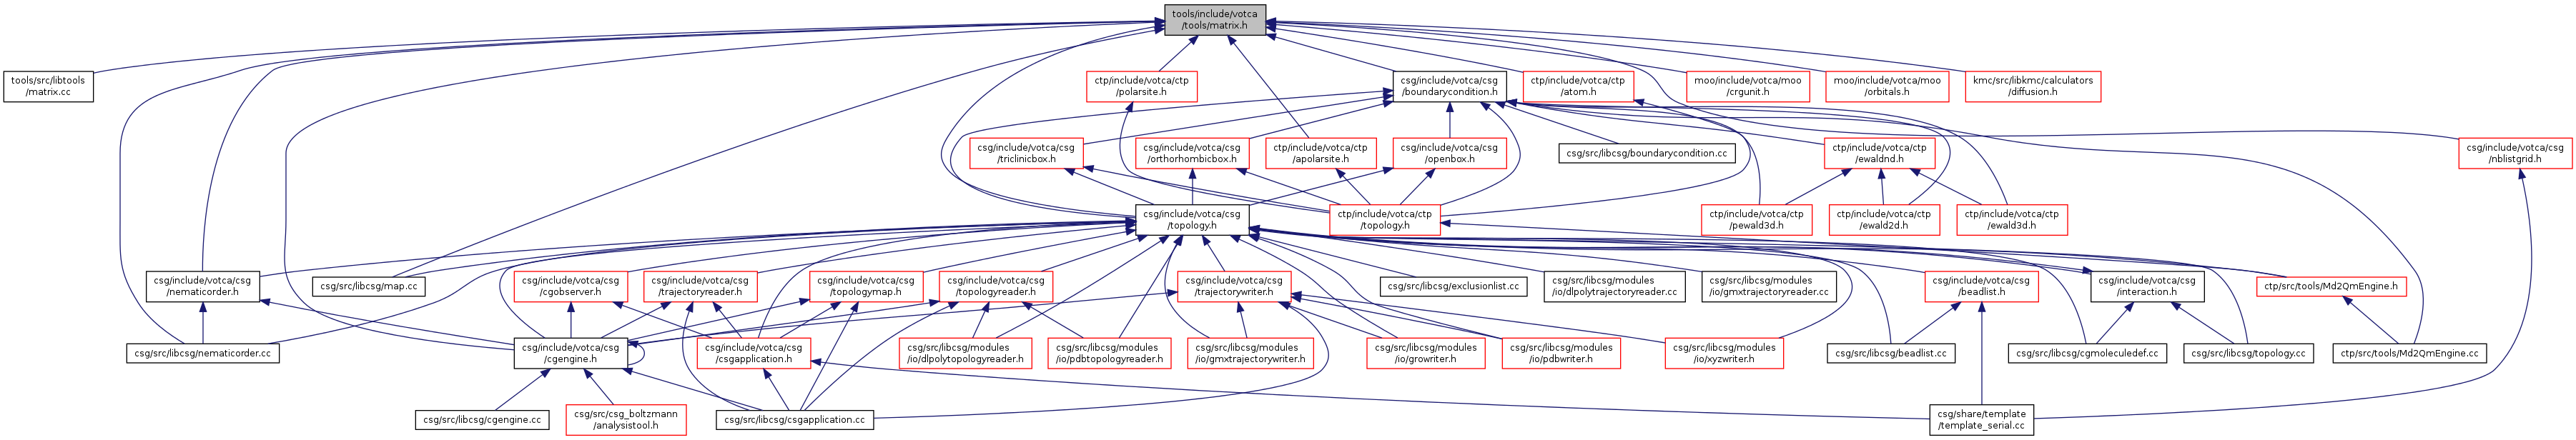 tools/include/votca
/tools/matrix.h
tools/src/libtools
/matrix.cc
ctp/include/votca/ctp
/polarsite.h
csg/include/votca/csg
/boundarycondition.h
ctp/include/votca/ctp
/atom.h
moo/include/votca/moo
/crgunit.h
moo/include/votca/moo
/orbitals.h
kmc/src/libkmc/calculators
/diffusion.h
csg/include/votca/csg
/triclinicbox.h
csg/include/votca/csg
/orthorhombicbox.h
ctp/include/votca/ctp
/apolarsite.h
csg/include/votca/csg
/openbox.h
csg/src/libcsg/boundarycondition.cc
ctp/include/votca/ctp
/ewaldnd.h
csg/include/votca/csg
/nblistgrid.h
csg/include/votca/csg
/topology.h
ctp/include/votca/ctp
/topology.h
ctp/include/votca/ctp
/pewald3d.h
ctp/include/votca/ctp
/ewald2d.h
ctp/include/votca/ctp
/ewald3d.h
csg/include/votca/csg
/nematicorder.h
csg/src/libcsg/map.cc
csg/include/votca/csg
/cgobserver.h
csg/include/votca/csg
/trajectoryreader.h
csg/include/votca/csg
/topologymap.h
csg/include/votca/csg
/topologyreader.h
csg/include/votca/csg
/trajectorywriter.h
csg/src/libcsg/exclusionlist.cc
csg/src/libcsg/modules
/io/dlpolytrajectoryreader.cc
csg/src/libcsg/modules
/io/gmxtrajectoryreader.cc
csg/include/votca/csg
/beadlist.h
csg/include/votca/csg
/interaction.h
ctp/src/tools/Md2QmEngine.h
csg/src/libcsg/nematicorder.cc
csg/include/votca/csg
/cgengine.h
csg/include/votca/csg
/csgapplication.h
csg/src/libcsg/modules
/io/dlpolytopologyreader.h
csg/src/libcsg/modules
/io/pdbtopologyreader.h
csg/src/libcsg/modules
/io/gmxtrajectorywriter.h
csg/src/libcsg/modules
/io/growriter.h
csg/src/libcsg/modules
/io/pdbwriter.h
csg/src/libcsg/modules
/io/xyzwriter.h
csg/src/libcsg/beadlist.cc
csg/src/libcsg/cgmoleculedef.cc
csg/src/libcsg/topology.cc
ctp/src/tools/Md2QmEngine.cc
csg/src/libcsg/cgengine.cc
csg/src/csg_boltzmann
/analysistool.h
csg/src/libcsg/csgapplication.cc
csg/share/template
/template_serial.cc